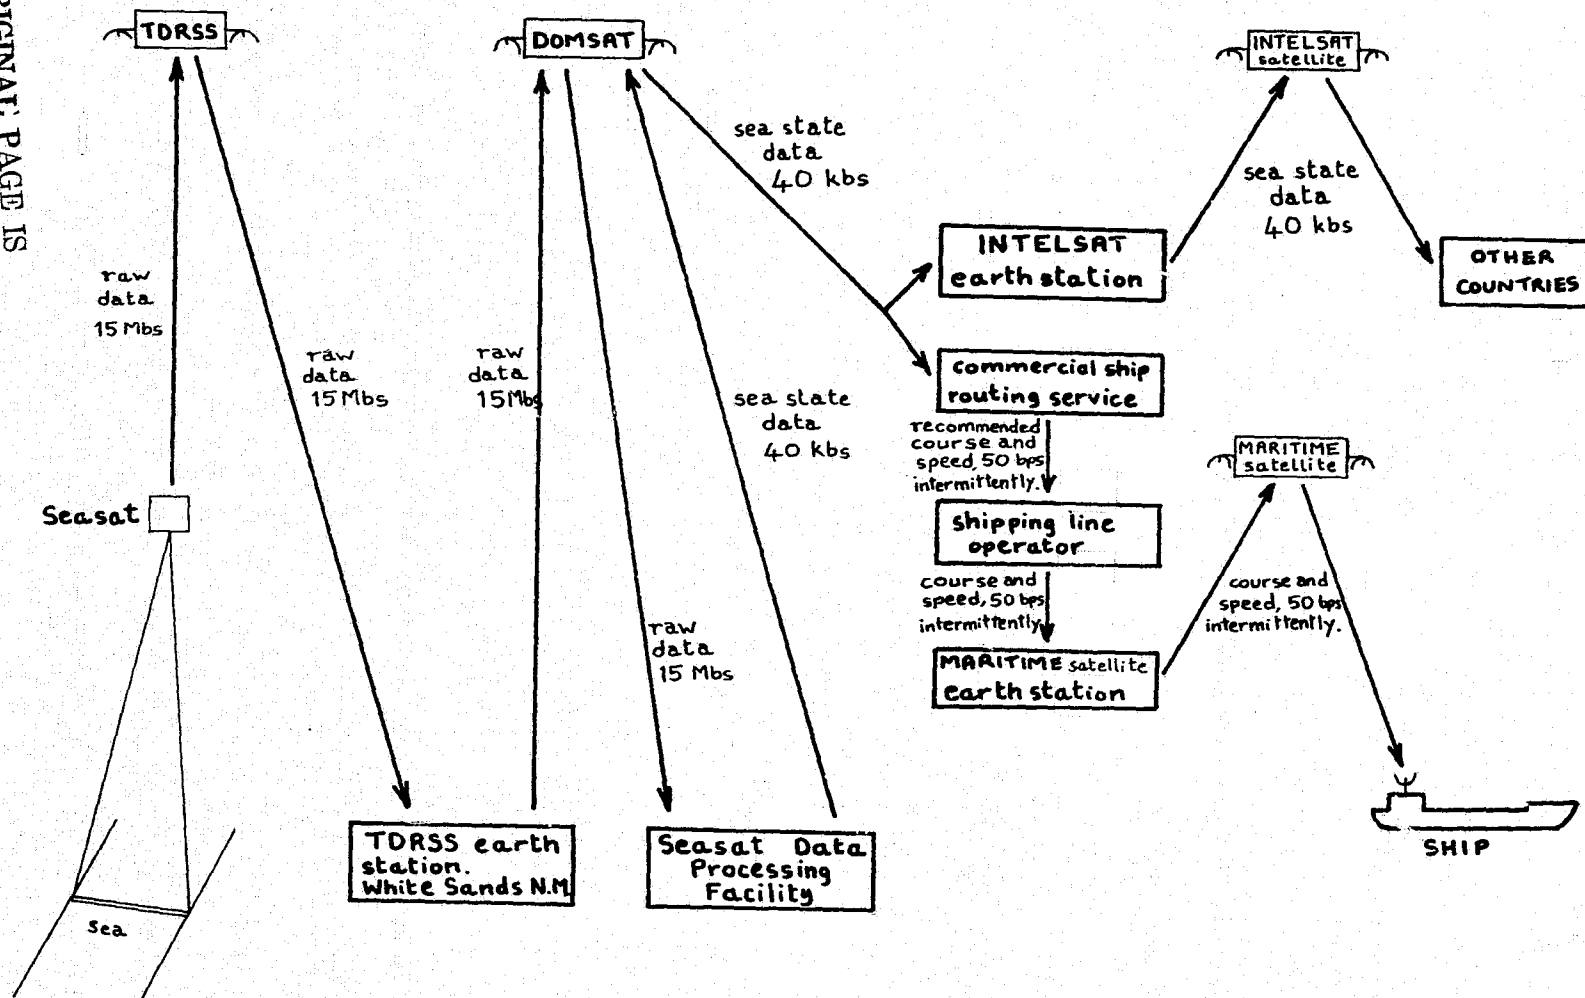 ORIGINAL PAGE IS
TDRSS
DOMSAT
INTELSAT
satellite
sea state
data
40 kbs
sea state
data
40 kbs
INTELSAT
earth station
OTHER
COUNTRIES
raw
data
15 Mbs
raw
data
15 Mbs
raw
data
15 Mbs
commercial ship
routing service
sea state
data
40 kbs
recommended
course and
speed, 50 bps
intermittently.
MARITIME
satellite
Seasat
shipping line
operator
course and
speed, 50 bps
intermittently
course and
speed, 50 bps
intermittently.
raw
data
15 Mbs
MARITIME satellite
earth station
TDRSS earth
station.
White Sands N.M
Seasat Data
Processing
Facility
SHIP
sea